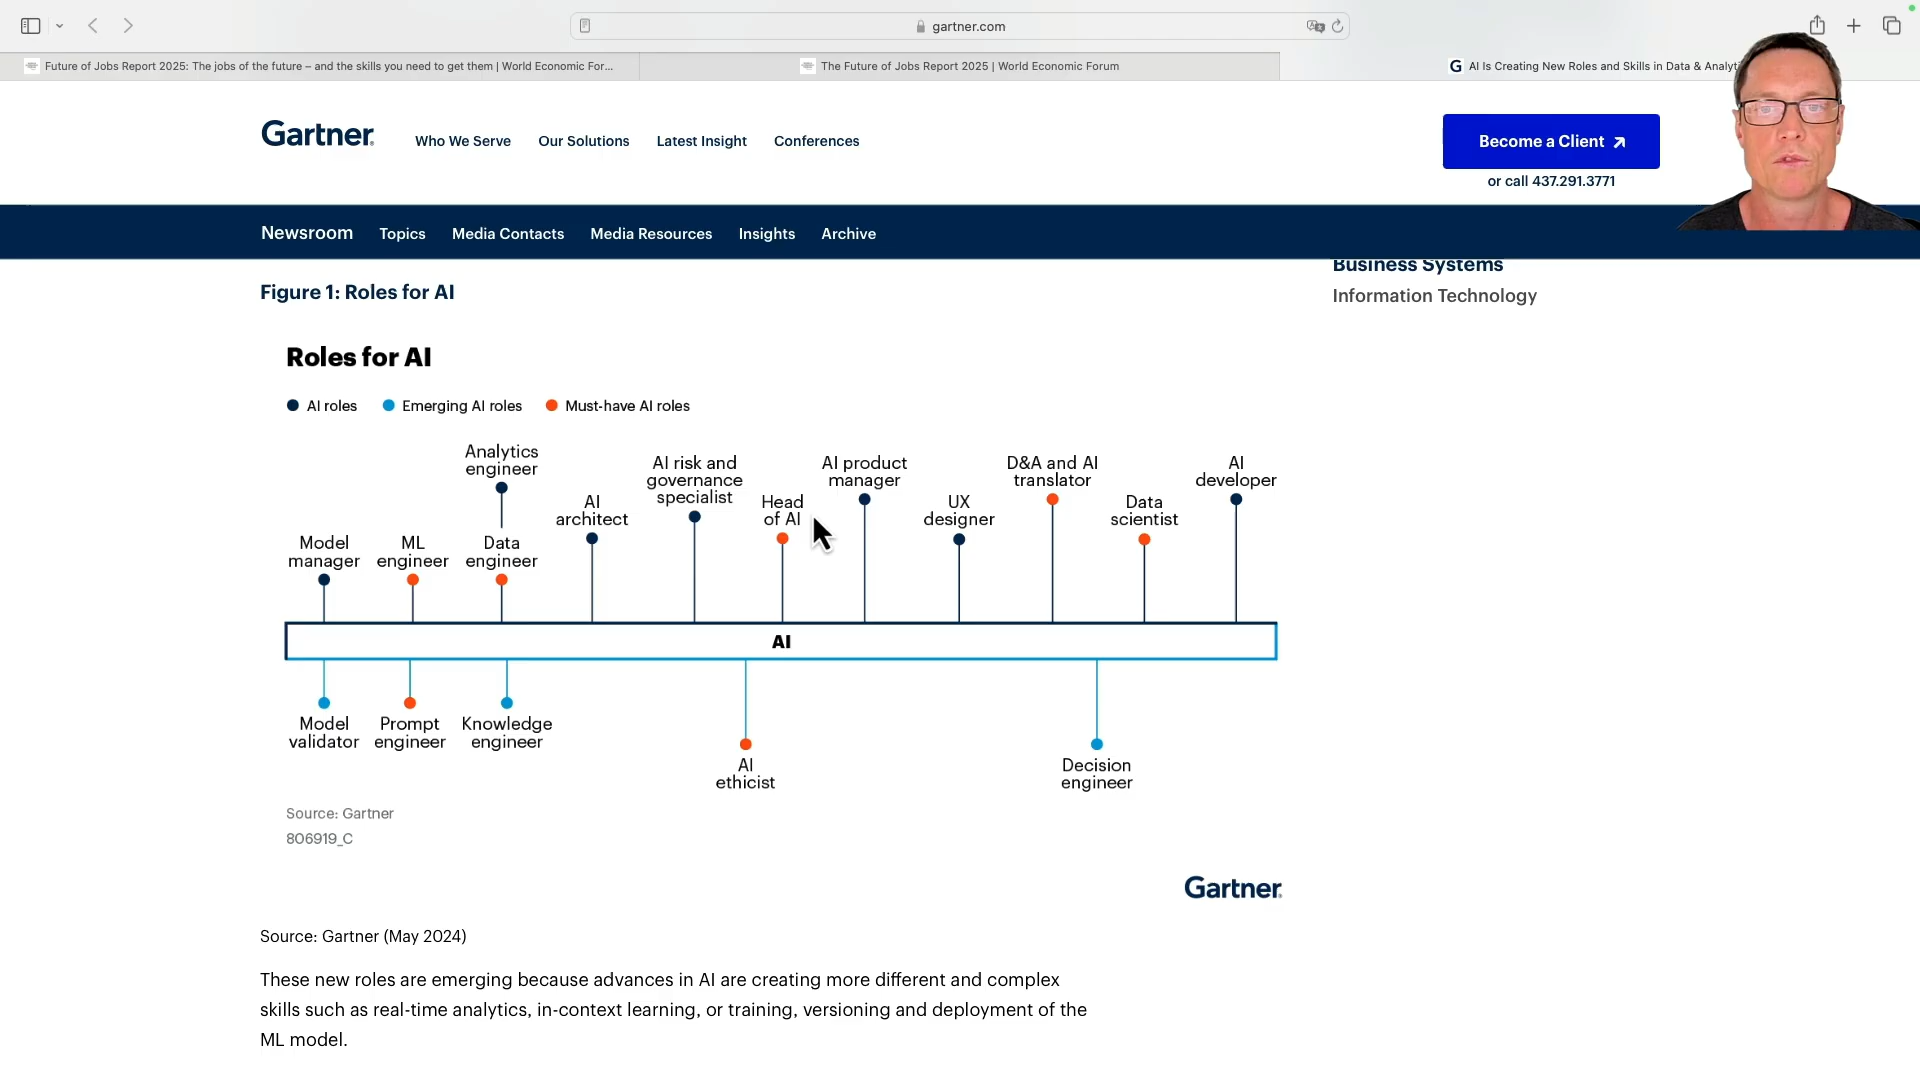 gartner.com
Future of Jobs Report 2025: The jobs of the future – and the skills you need to get them | World Economic For...
The Future of Jobs Report 2025 | World Economic Forum
G AI Is Creating New Roles and Skills in Data & Analyti
Gartner
Who We Serve
Our Solutions
Latest Insight
Conferences
Become a Client
or call 437.291.3771
Newsroom
Topics
Media Contacts
Media Resources
Insights
Archive
Business Systems
Information Technology
Figure 1: Roles for AI
Roles for AI
AI roles
Emerging AI roles
Must-have AI roles
Model
manager
ML
engineer
Analytics
engineer
Data
engineer
AI
architect
AI risk and
governance
specialist
Head
of AI
AI product
manager
UX
designer
D&A and AI
translator
Data
scientist
AI
developer
AI
Model
validator
Prompt
engineer
Knowledge
engineer
AI
ethicist
Decision
engineer
Source: Gartner
806919_C
Gartner
Source: Gartner (May 2024)
These new roles are emerging because advances in AI are creating more different and complex
skills such as real-time analytics, in-context learning, or training, versioning and deployment of the
ML model.